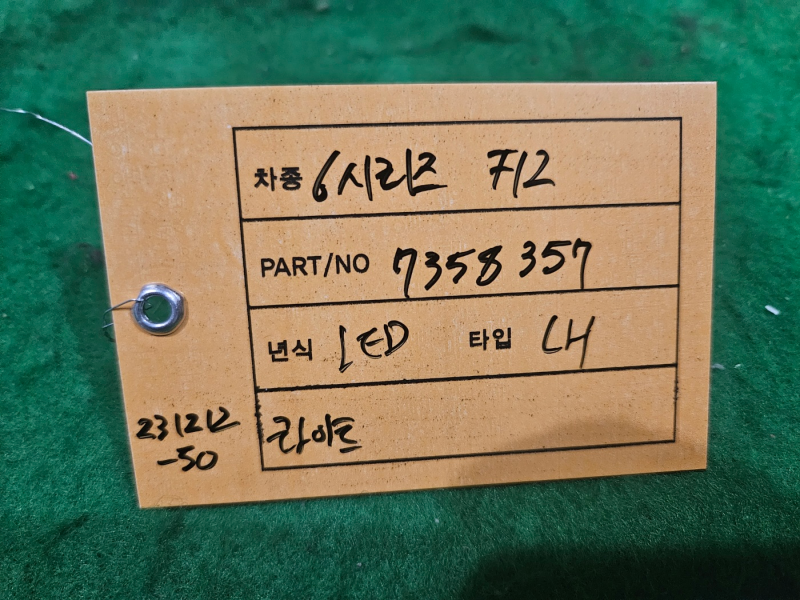 차종 6시리즈 F12
PART/NO 7358357
년식 LED 타입 LH
라이트
231212
-50